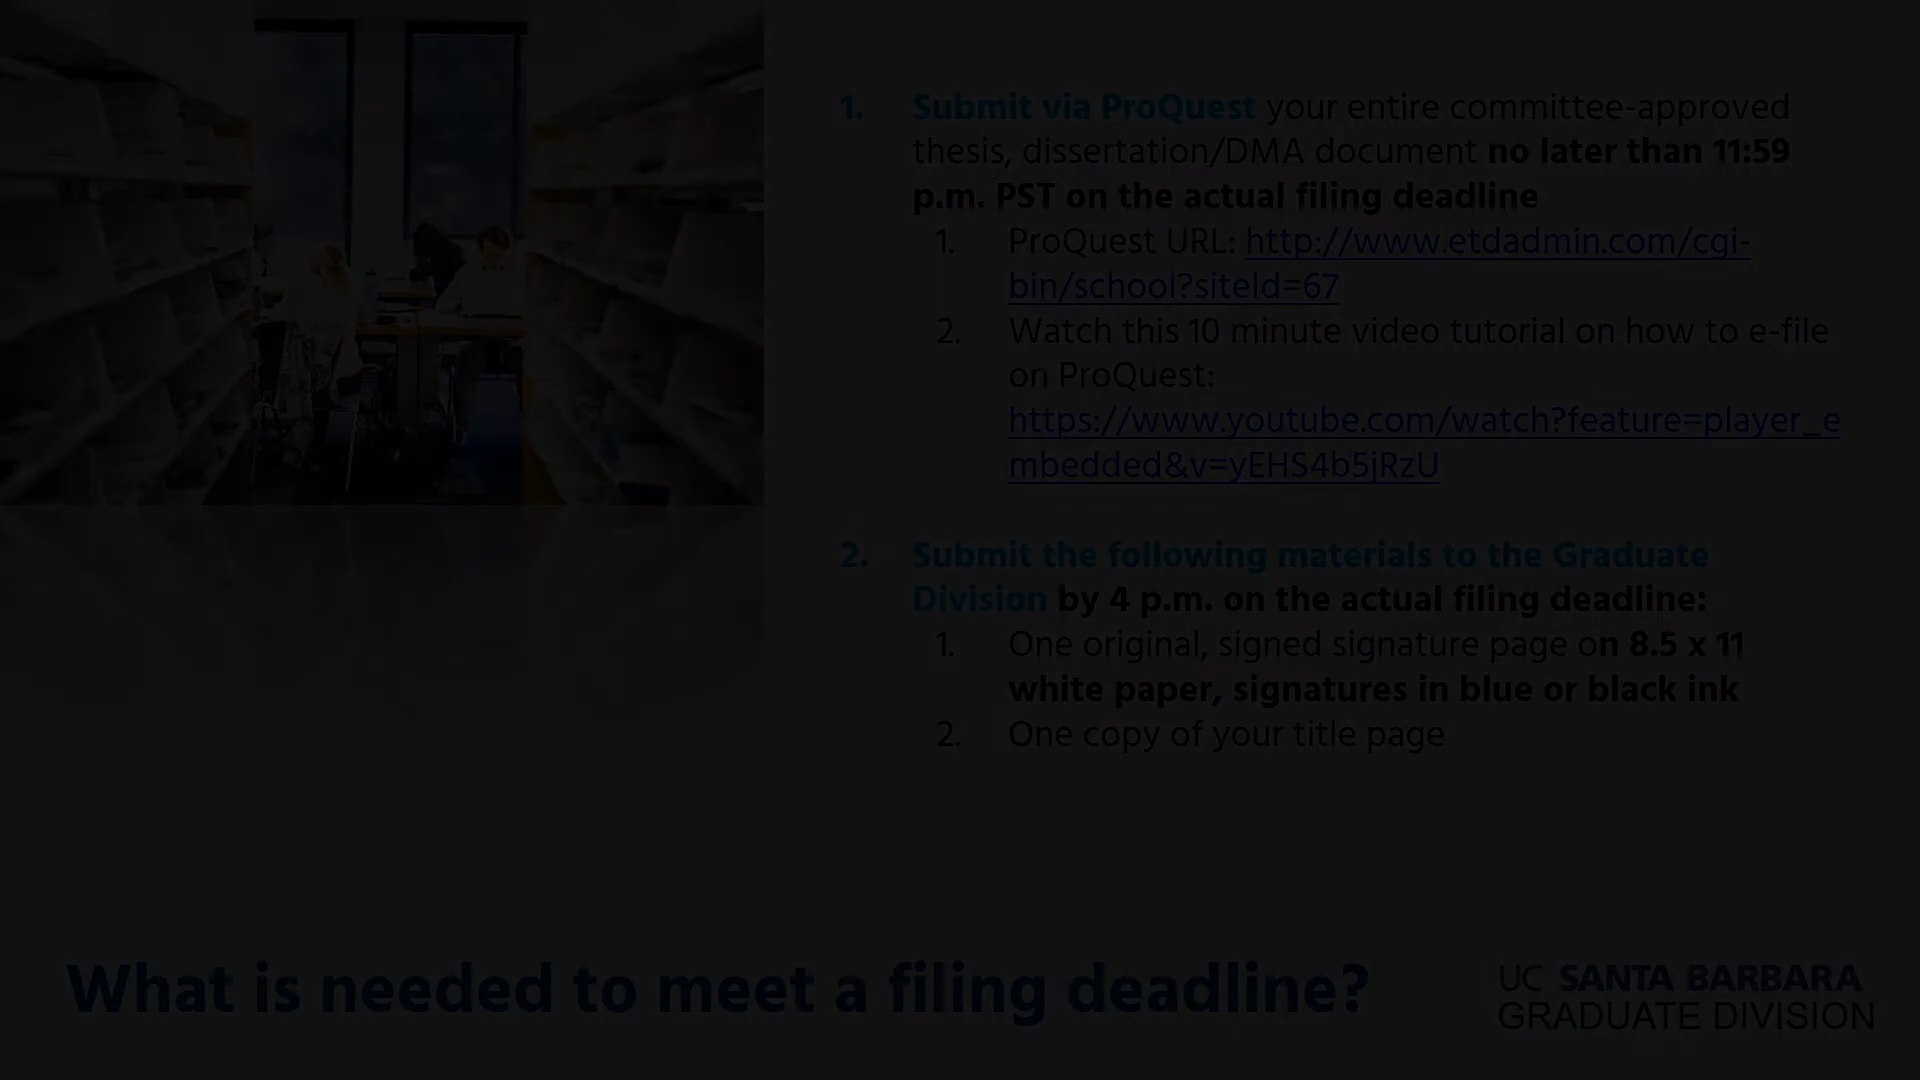 1. Submit via ProQuest your entire committee-approved
thesis, dissertation/DMA document no later than 11:59
p.m. PST on the actual filing deadline
1. ProQuest URL: http://www.etdadmin.com/cgi-
bin/school?siteId=67
2. Watch this 10 minute video tutorial on how to e-file
on ProQuest:
https://www.youtube.com/watch?feature=player_e
mbedded&v=yEHS4b5jRzU
2. Submit the following materials to the Graduate
Division by 4 p.m. on the actual filing deadline:
1. One original, signed signature page on 8.5 x 11
white paper, signatures in blue or black ink
2. One copy of your title page
What is needed to meet a filing deadline?
UC SANTA BARBARA
GRADUATE DIVISION